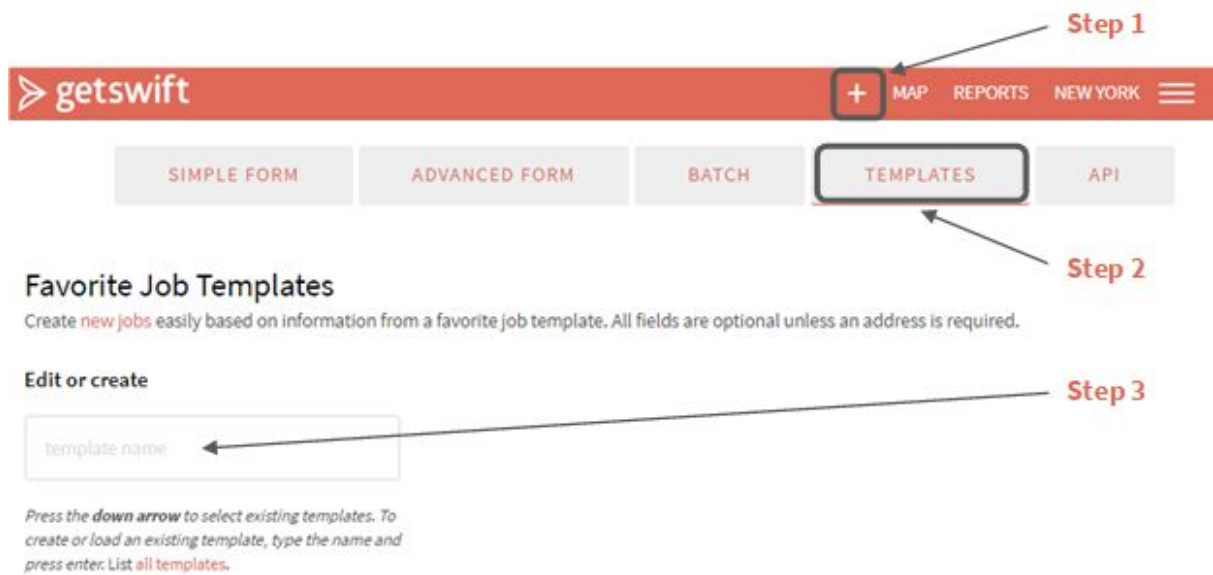 Step 1
getswift
+ MAP REPORTS NEW YORK
SIMPLE FORM ADVANCED FORM BATCH TEMPLATES API
Step 2
Favorite Job Templates
Create new jobs easily based on information from a favorite job template. All fields are optional unless an address is required.
Edit or create
Step 3
template name
Press the down arrow to select existing templates. To
create or load an existing template, type the name and
press enter. List all templates.